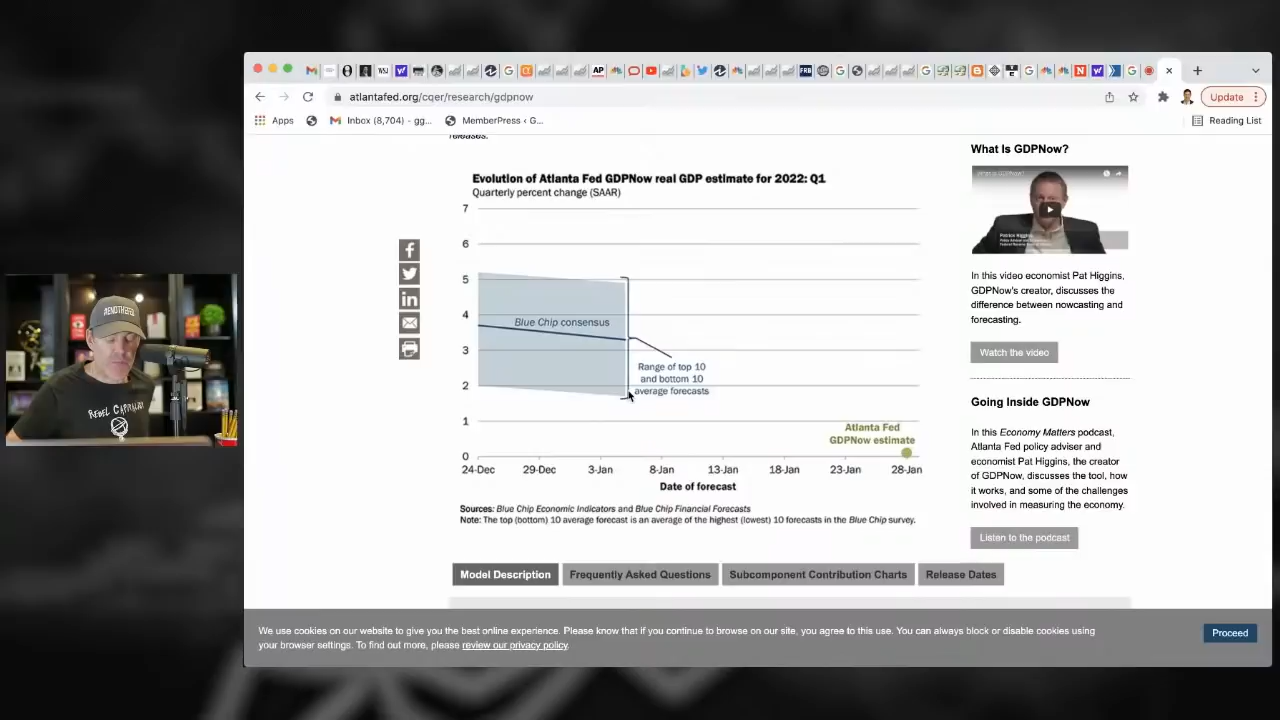 Update
atlantafed.org/cqer/research/gdpnow
Apps
Inbox (8,704) – gg...
MemberPress ‹ G...
Reading List
releases.
Evolution of Atlanta Fed GDPNow real GDP estimate for 2022: Q1
Quarterly percent change (SAAR)
7
6
5
4
3
2
1
0
Blue Chip consensus
Range of top 10
and bottom 10
average forecasts
Atlanta Fed
GDPNow estimate
24-Dec 29-Dec 3-Jan 8-Jan 13-Jan 18-Jan 23-Jan 28-Jan
Date of forecast
Sources: Blue Chip Economic Indicators and Blue Chip Financial Forecasts
Note: The top (bottom) 10 average forecast is an average of the highest (lowest) 10 forecasts in the Blue Chip survey.
Model Description
Frequently Asked Questions
Subcomponent Contribution Charts
Release Dates
What Is GDPNow?
In this video economist Pat Higgins,
GDPNow's creator, discusses the
difference between nowcasting and
forecasting.
Watch the video
Going Inside GDPNow
In this Economy Matters podcast,
Atlanta Fed policy adviser and
economist Pat Higgins, the creator
of GDPNow, discusses the tool, how
it works, and some of the challenges
involved in measuring the economy.
Listen to the podcast
We use cookies on our website to give you the best online experience. Please know that if you continue to browse on our site, you agree to this use. You can always block or disable cookies using
your browser settings. To find out more, please review our privacy policy.
Proceed
REBEL CAPITALIST